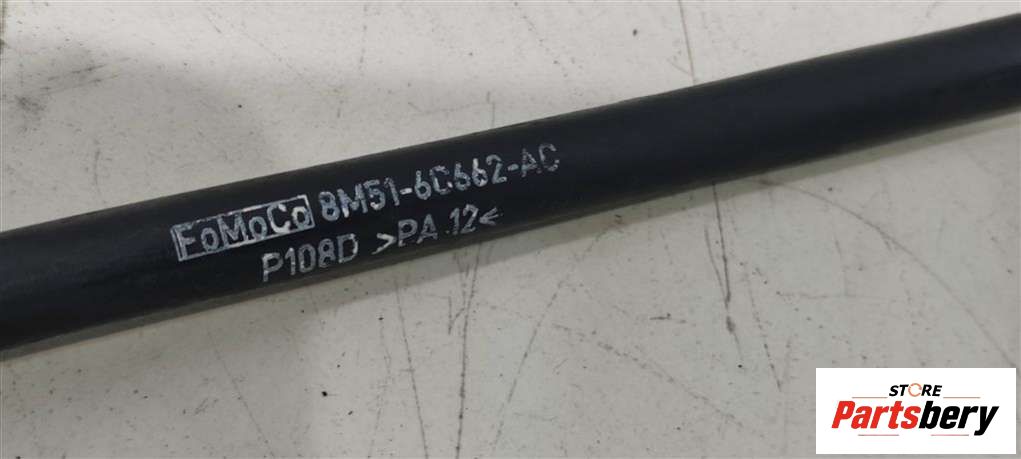 FoMoCo 8M51-6C662-AC
P108D >PA 12<
STORE
Partsbery